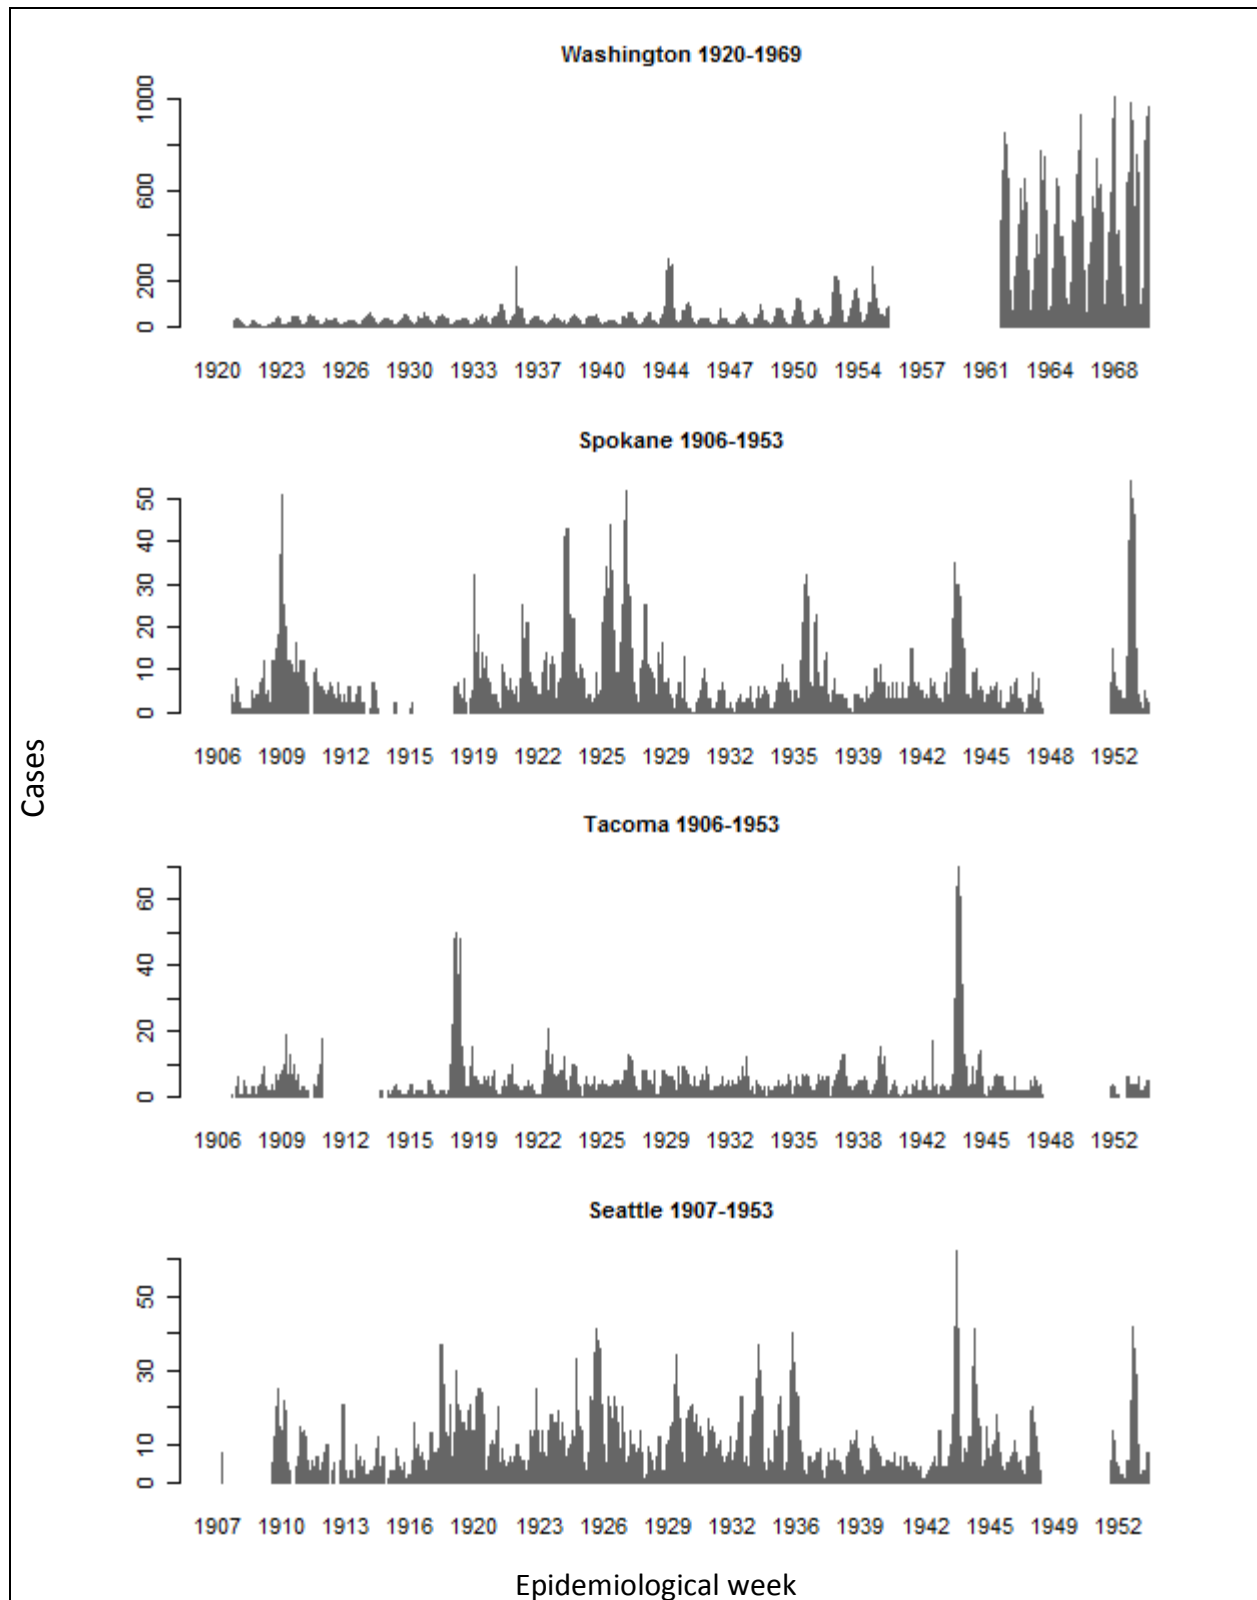 Washington 1920-1969
1000
600
200
0
1920 1923 1926 1930 1933 1937 1940 1944 1947 1950 1954 1957 1961 1964 1968
Spokane 1906-1953
50
40
30
20
10
0
1906 1909 1912 1915 1919 1922 1925 1929 1932 1935 1939 1942 1945 1948 1952
Cases
Tacoma 1906-1953
60
40
20
0
1906 1909 1912 1915 1919 1922 1925 1929 1932 1935 1938 1942 1945 1948 1952
Seattle 1907-1953
50
30
10
0
1907 1910 1913 1916 1920 1923 1926 1929 1932 1936 1939 1942 1945 1949 1952
Epidemiological week